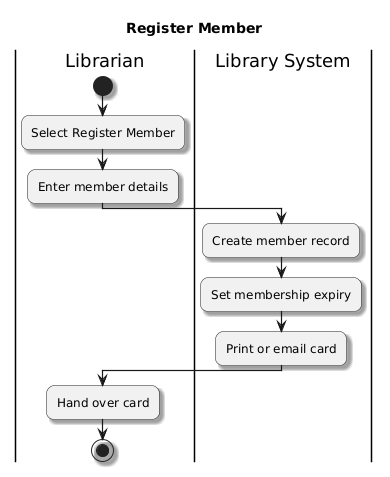 Register Member
Librarian
Library System
Select Register Member
Enter member details
Create member record
Set membership expiry
Print or email card
Hand over card